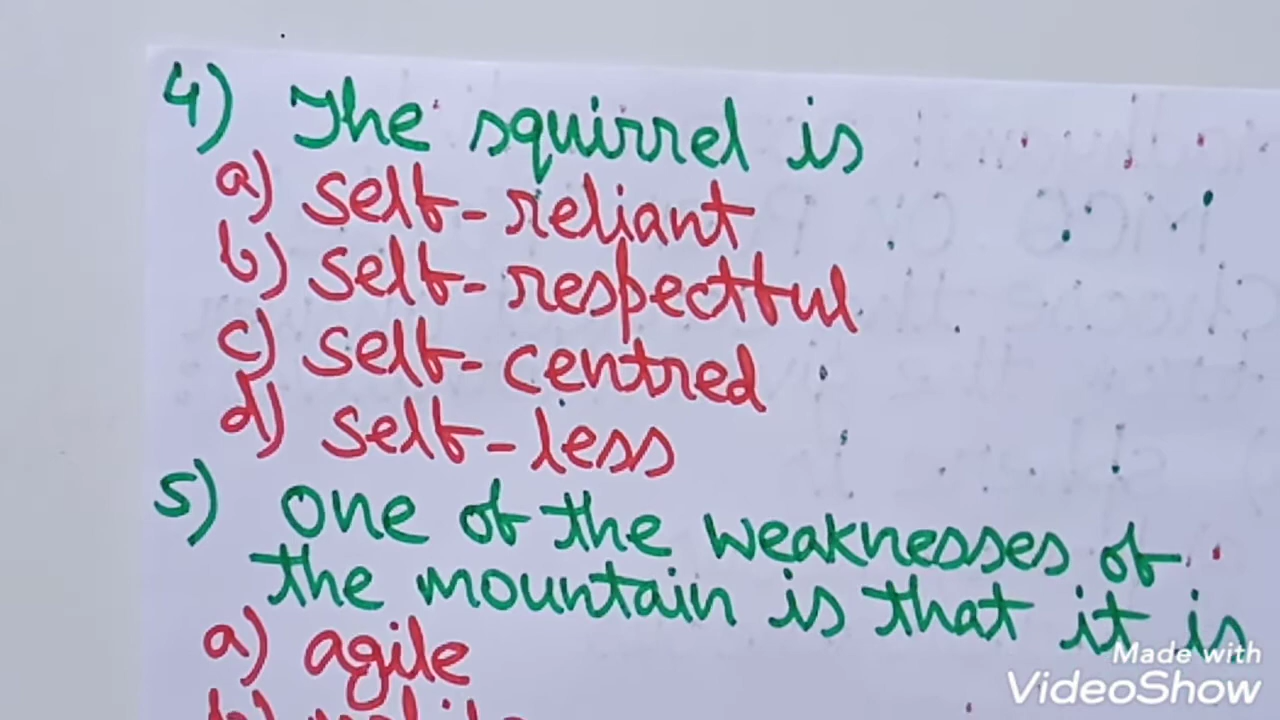 4) The squirrel is
a) self-reliant
b) self-respectful
c) self-centred
d) self-less
5) one of the weaknesses of
the mountain is that it is
a) agile
Made with
VideoShow